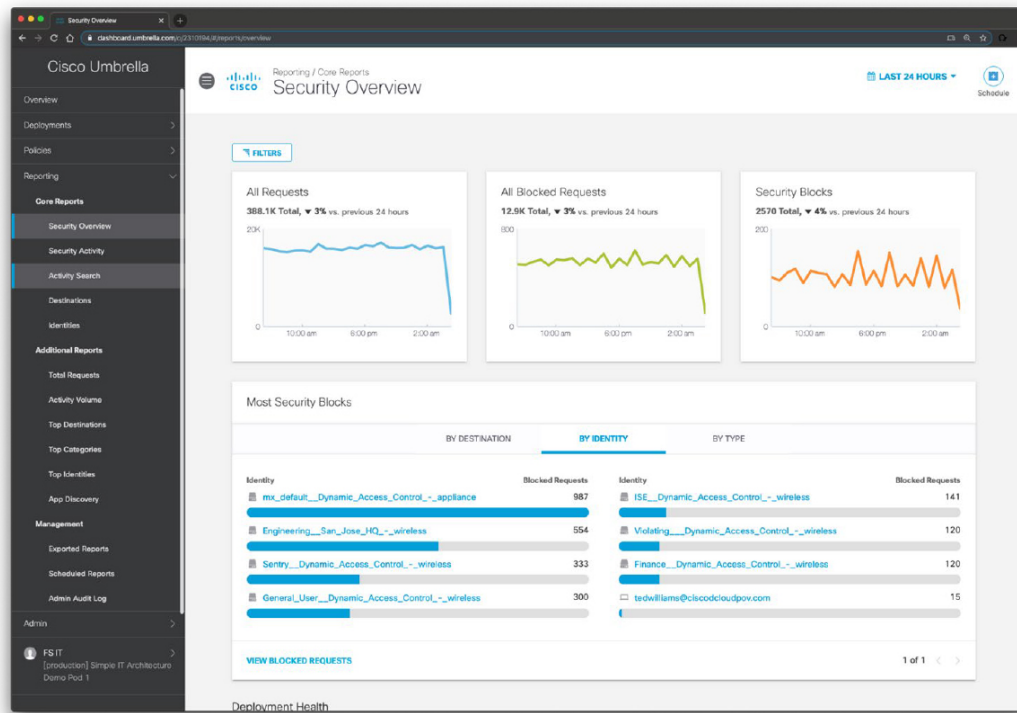 Security Overview
dashboard.umbrella.com/o/2310194/#/reports/overview
Cisco Umbrella
Overview
Deployments
Policies
Reporting
Core Reports
Security Overview
Security Activity
Activity Search
Destinations
Identities
Additional Reports
Total Requests
Activity Volume
Top Destinations
Top Categories
Top Identities
App Discovery
Management
Exported Reports
Scheduled Reports
Admin Audit Log
Admin
FS IT
[production] Simple IT Architecture
Demo Pod 1
CISCO
Reporting / Core Reports
Security Overview
LAST 24 HOURS
Schedule
FILTERS
All Requests
388.1K Total, ▼ 3% vs. previous 24 hours
20K
0
10:00 am 6:00 pm 2:00 am
All Blocked Requests
12.9K Total, ▼ 3% vs. previous 24 hours
800
0
10:00 am 6:00 pm 2:00 am
Security Blocks
2570 Total, ▼ 4% vs. previous 24 hours
200
0
10:00 am 6:00 pm 2:00 am
Most Security Blocks
BY DESTINATION BY IDENTITY BY TYPE
Identity Blocked Requests
mx_default__Dynamic_Access_Control_-_appliance 987
Engineering__San_Jose_HQ_-_wireless 554
Sentry__Dynamic_Access_Control_-_wireless 333
General_User__Dynamic_Access_Control_-_wireless 300
Identity Blocked Requests
ISE__Dynamic_Access_Control_-_wireless 141
Violating___Dynamic_Access_Control_-_wireless 120
Finance__Dynamic_Access_Control_-_wireless 120
tedwilliams@ciscodcloudpov.com 15
VIEW BLOCKED REQUESTS
1 of 1
Deployment Health